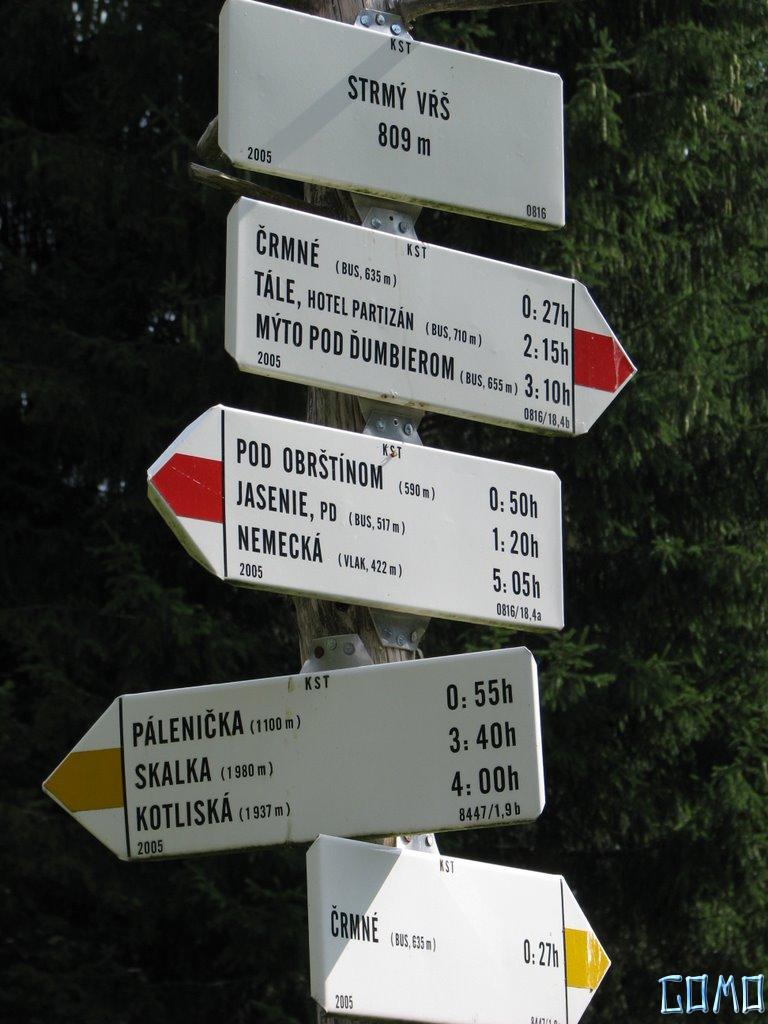 KST
STRMÝ VŔŠ
809 m
2005 0816
KST
ČRMNÉ (BUS, 635 m) 0:27h
TÁLE, HOTEL PARTIZÁN (BUS, 710 m) 2:15h
MÝTO POD ĎUMBIEROM (BUS, 655 m) 3:10h
2005 0816/18,4b
KST
POD OBRŠTÍNOM (590 m) 0:50h
JASENIE, PD (BUS, 517 m) 1:20h
NEMECKÁ (VLAK, 422 m) 5:05h
2005 0816/18,4a
KST
PÁLENIČKA (1100 m) 0:55h
SKALKA (1980 m) 3:40h
KOTLISKÁ (1937 m) 4:00h
2005 8447/1,9b
KST
ČRMNÉ (BUS, 635 m) 0:27h
2005
COMO